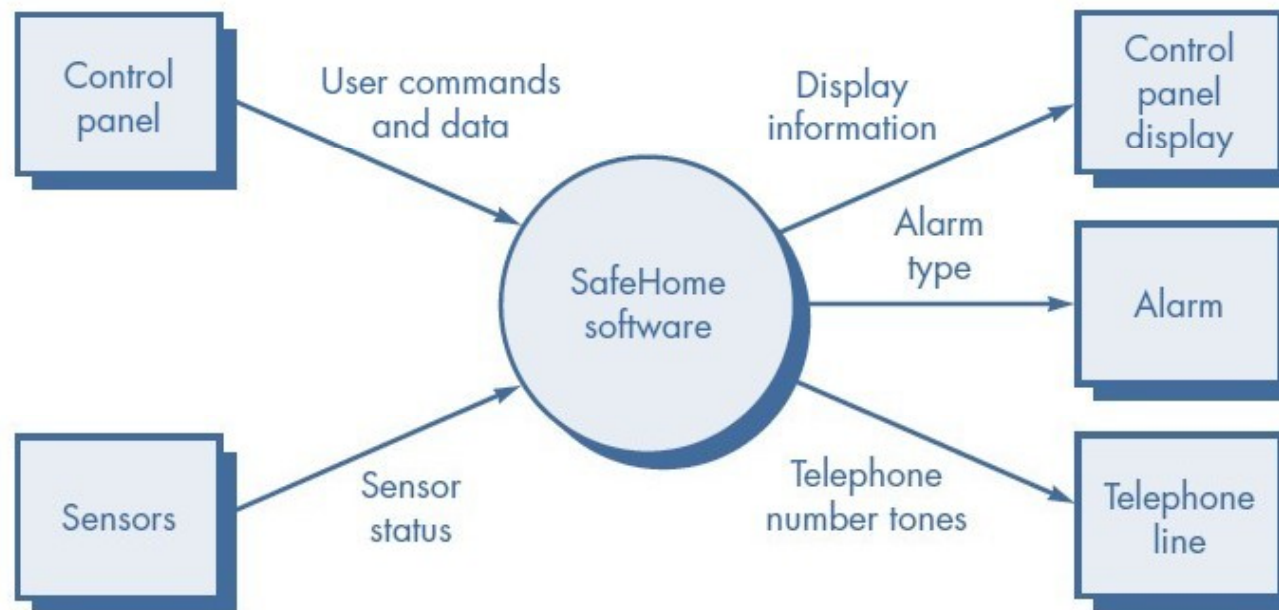 Control
panel
User commands
and data
Display
information
Control
panel
display
SafeHome
software
Alarm
type
Alarm
Sensors
Sensor
status
Telephone
number tones
Telephone
line